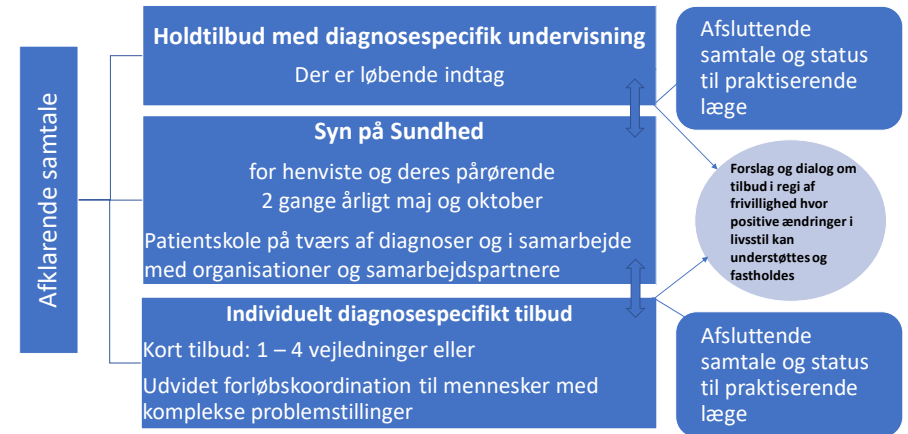 Afklarende samtale
Holdtilbud med diagnosespecifik undervisning
Der er løbende indtag
Syn på Sundhed
for henviste og deres pårørende
2 gange årligt maj og oktober
Patientskole på tværs af diagnoser og i samarbejde
med organisationer og samarbejdspartnere
Individuelt diagnosespecifikt tilbud
Kort tilbud: 1 – 4 vejledninger eller
Udvidet forløbskoordination til mennesker med
komplekse problemstillinger
Afsluttende
samtale og status
til praktiserende
læge
Forslag og dialog om
tilbud i regi af
frivillighed hvor
positive ændringer i
livsstil kan
understøttes og
fastholdes
Afsluttende
samtale og status
til praktiserende
læge